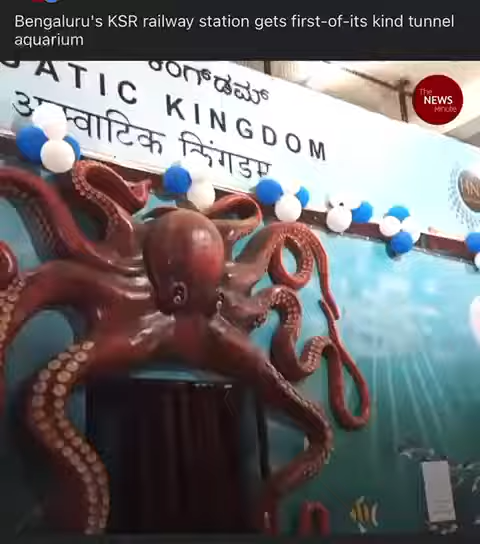 Bengaluru's KSR railway station gets first-of-its kind tunnel
aquarium
ಕಿಂಗ್‌ಡಮ್
ATIC KINGDOM
अक्वाटिक किंगडम
The
NEWS
Minute